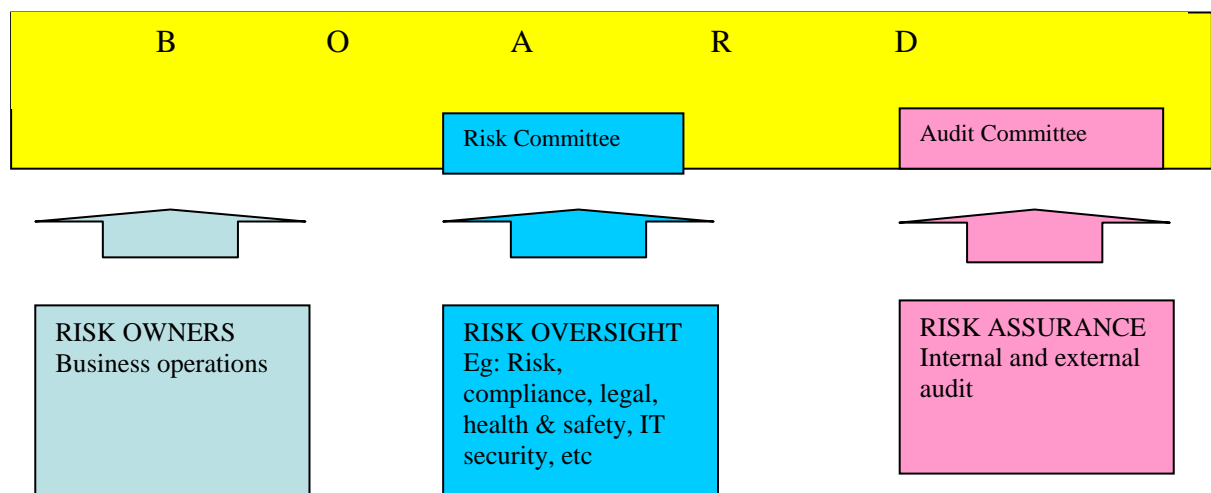 B O A R D
Risk Committee
Audit Committee
RISK OWNERS
Business operations
RISK OVERSIGHT
Eg: Risk,
compliance, legal,
health & safety, IT
security, etc
RISK ASSURANCE
Internal and external
audit